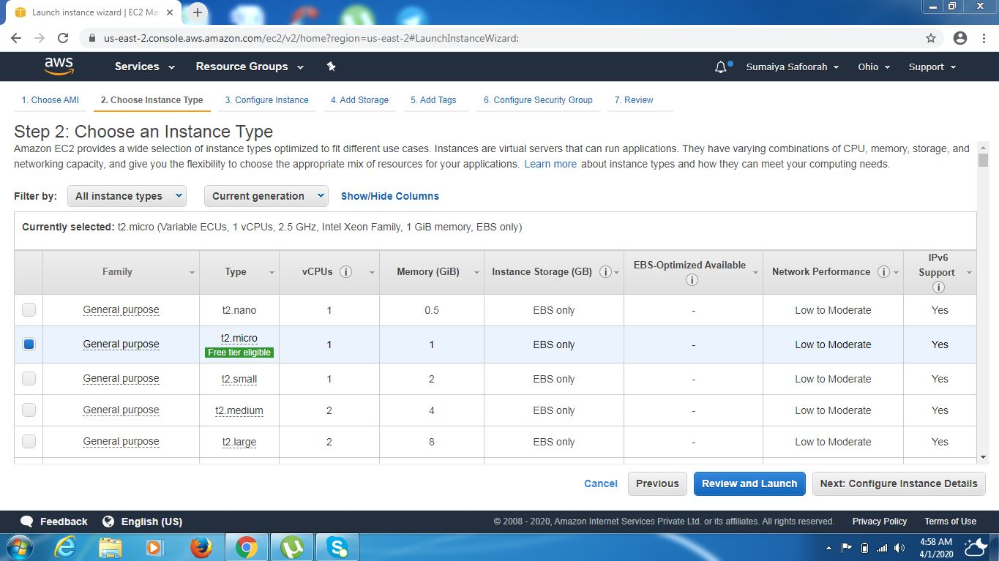 Launch instance wizard | EC2 Ma
us-east-2.console.aws.amazon.com/ec2/v2/home?region=us-east-2#LaunchInstanceWizard:
aws Services Resource Groups Sumaiya Safoorah Ohio Support
1. Choose AMI 2. Choose Instance Type 3. Configure Instance 4. Add Storage 5. Add Tags 6. Configure Security Group 7. Review
Step 2: Choose an Instance Type
Amazon EC2 provides a wide selection of instance types optimized to fit different use cases. Instances are virtual servers that can run applications. They have varying combinations of CPU, memory, storage, and
networking capacity, and give you the flexibility to choose the appropriate mix of resources for your applications. Learn more about instance types and how they can meet your computing needs.
Filter by: All instance types Current generation Show/Hide Columns
Currently selected: t2.micro (Variable ECUs, 1 vCPUs, 2.5 GHz, Intel Xeon Family, 1 GiB memory, EBS only)
Family Type vCPUs Memory (GiB) Instance Storage (GB) EBS-Optimized Available Network Performance IPv6 Support
General purpose t2.nano 1 0.5 EBS only - Low to Moderate Yes
General purpose t2.micro Free tier eligible 1 1 EBS only - Low to Moderate Yes
General purpose t2.small 1 2 EBS only - Low to Moderate Yes
General purpose t2.medium 2 4 EBS only - Low to Moderate Yes
General purpose t2.large 2 8 EBS only - Low to Moderate Yes
Cancel Previous Review and Launch Next: Configure Instance Details
Feedback English (US) © 2008 - 2020, Amazon Internet Services Private Ltd. or its affiliates. All rights reserved. Privacy Policy Terms of Use
4:58 AM
4/1/2020